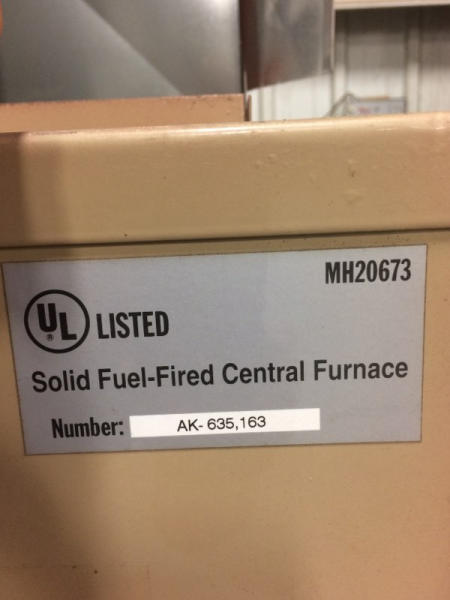 MH20673
UL® LISTED
Solid Fuel-Fired Central Furnace
Number: AK- 635,163